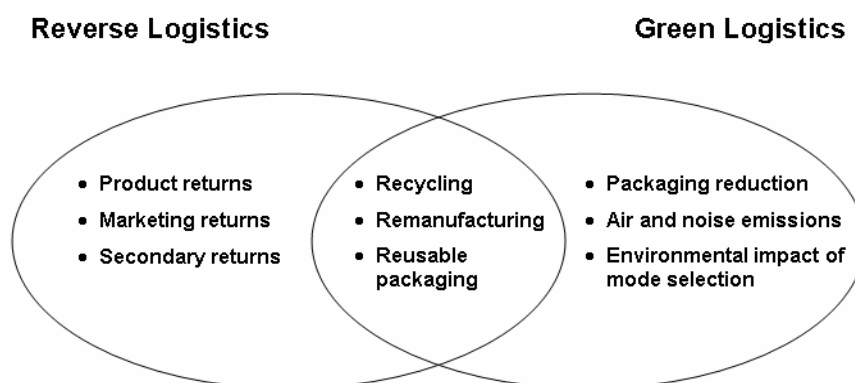 Reverse Logistics
Green Logistics
• Product returns
• Marketing returns
• Secondary returns
• Recycling
• Remanufacturing
• Reusable
packaging
• Packaging reduction
• Air and noise emissions
• Environmental impact of
mode selection